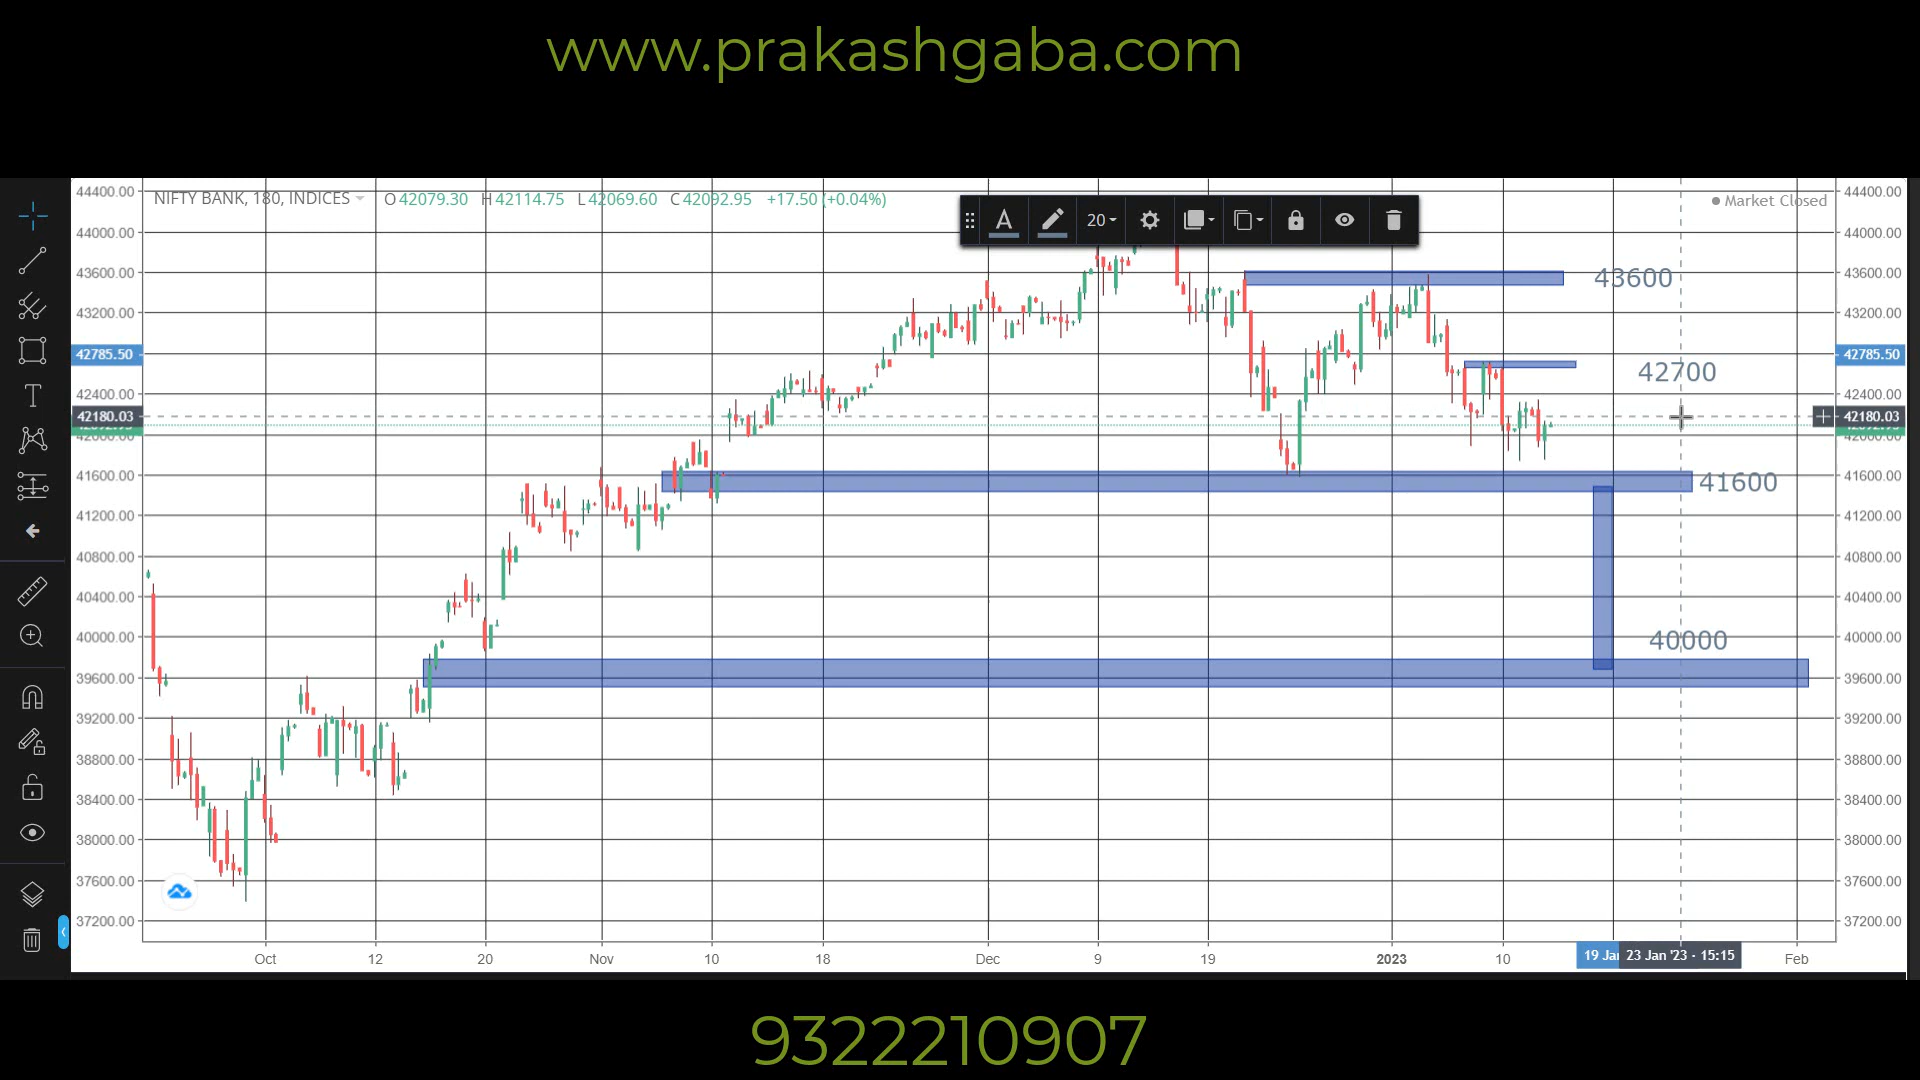 www.prakashgaba.com
NIFTY BANK, 180, INDICES O 42079.30 H 42114.75 L 42069.60 C 42092.95 +17.50 (+0.04%)
A
20
Market Closed
44400.00 44400.00
44000.00 44000.00
43600.00 43600 43600.00
43200.00 43200.00
42785.50 42785.50
42700
42400.00 42400.00
42180.03 42180.03
42000.00 42000.00
41600.00 41600 41600.00
41200.00 41200.00
40800.00 40800.00
40400.00 40400.00
40000.00 40000 40000.00
39600.00 39600.00
39200.00 39200.00
38800.00 38800.00
38400.00 38400.00
38000.00 38000.00
37600.00 37600.00
37200.00 37200.00
Oct 12 20 Nov 10 18 Dec 9 19 2023 10 19 Jan 23 Jan '23 - 15:15 Feb
9322210907